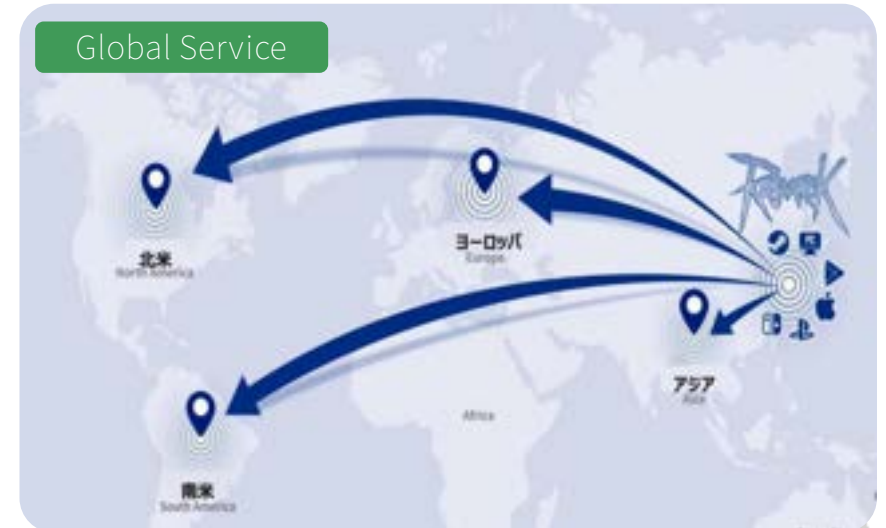 Global Service
北米
North America
ヨーロッパ
Europe
アジア
Asia
Africa
南米
South America